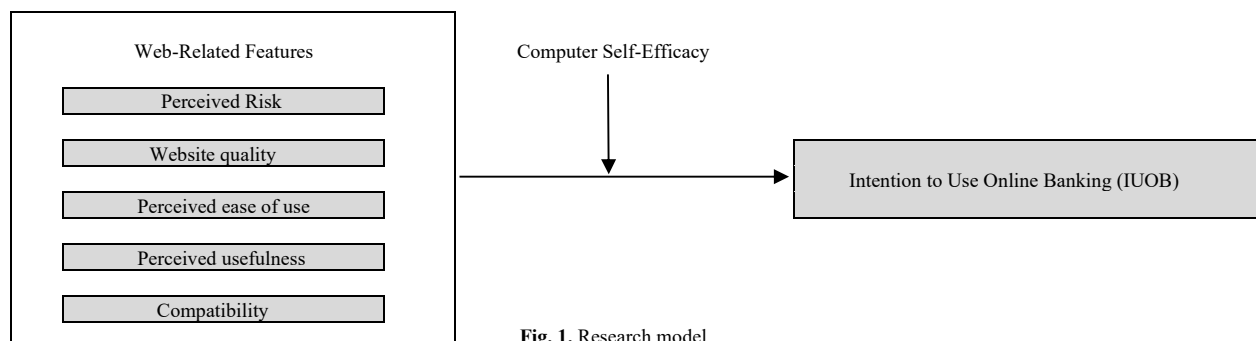 Web-Related Features
Perceived Risk
Website quality
Perceived ease of use
Perceived usefulness
Compatibility
Computer Self-Efficacy
Intention to Use Online Banking (IUOB)
Fig. 1. Research model